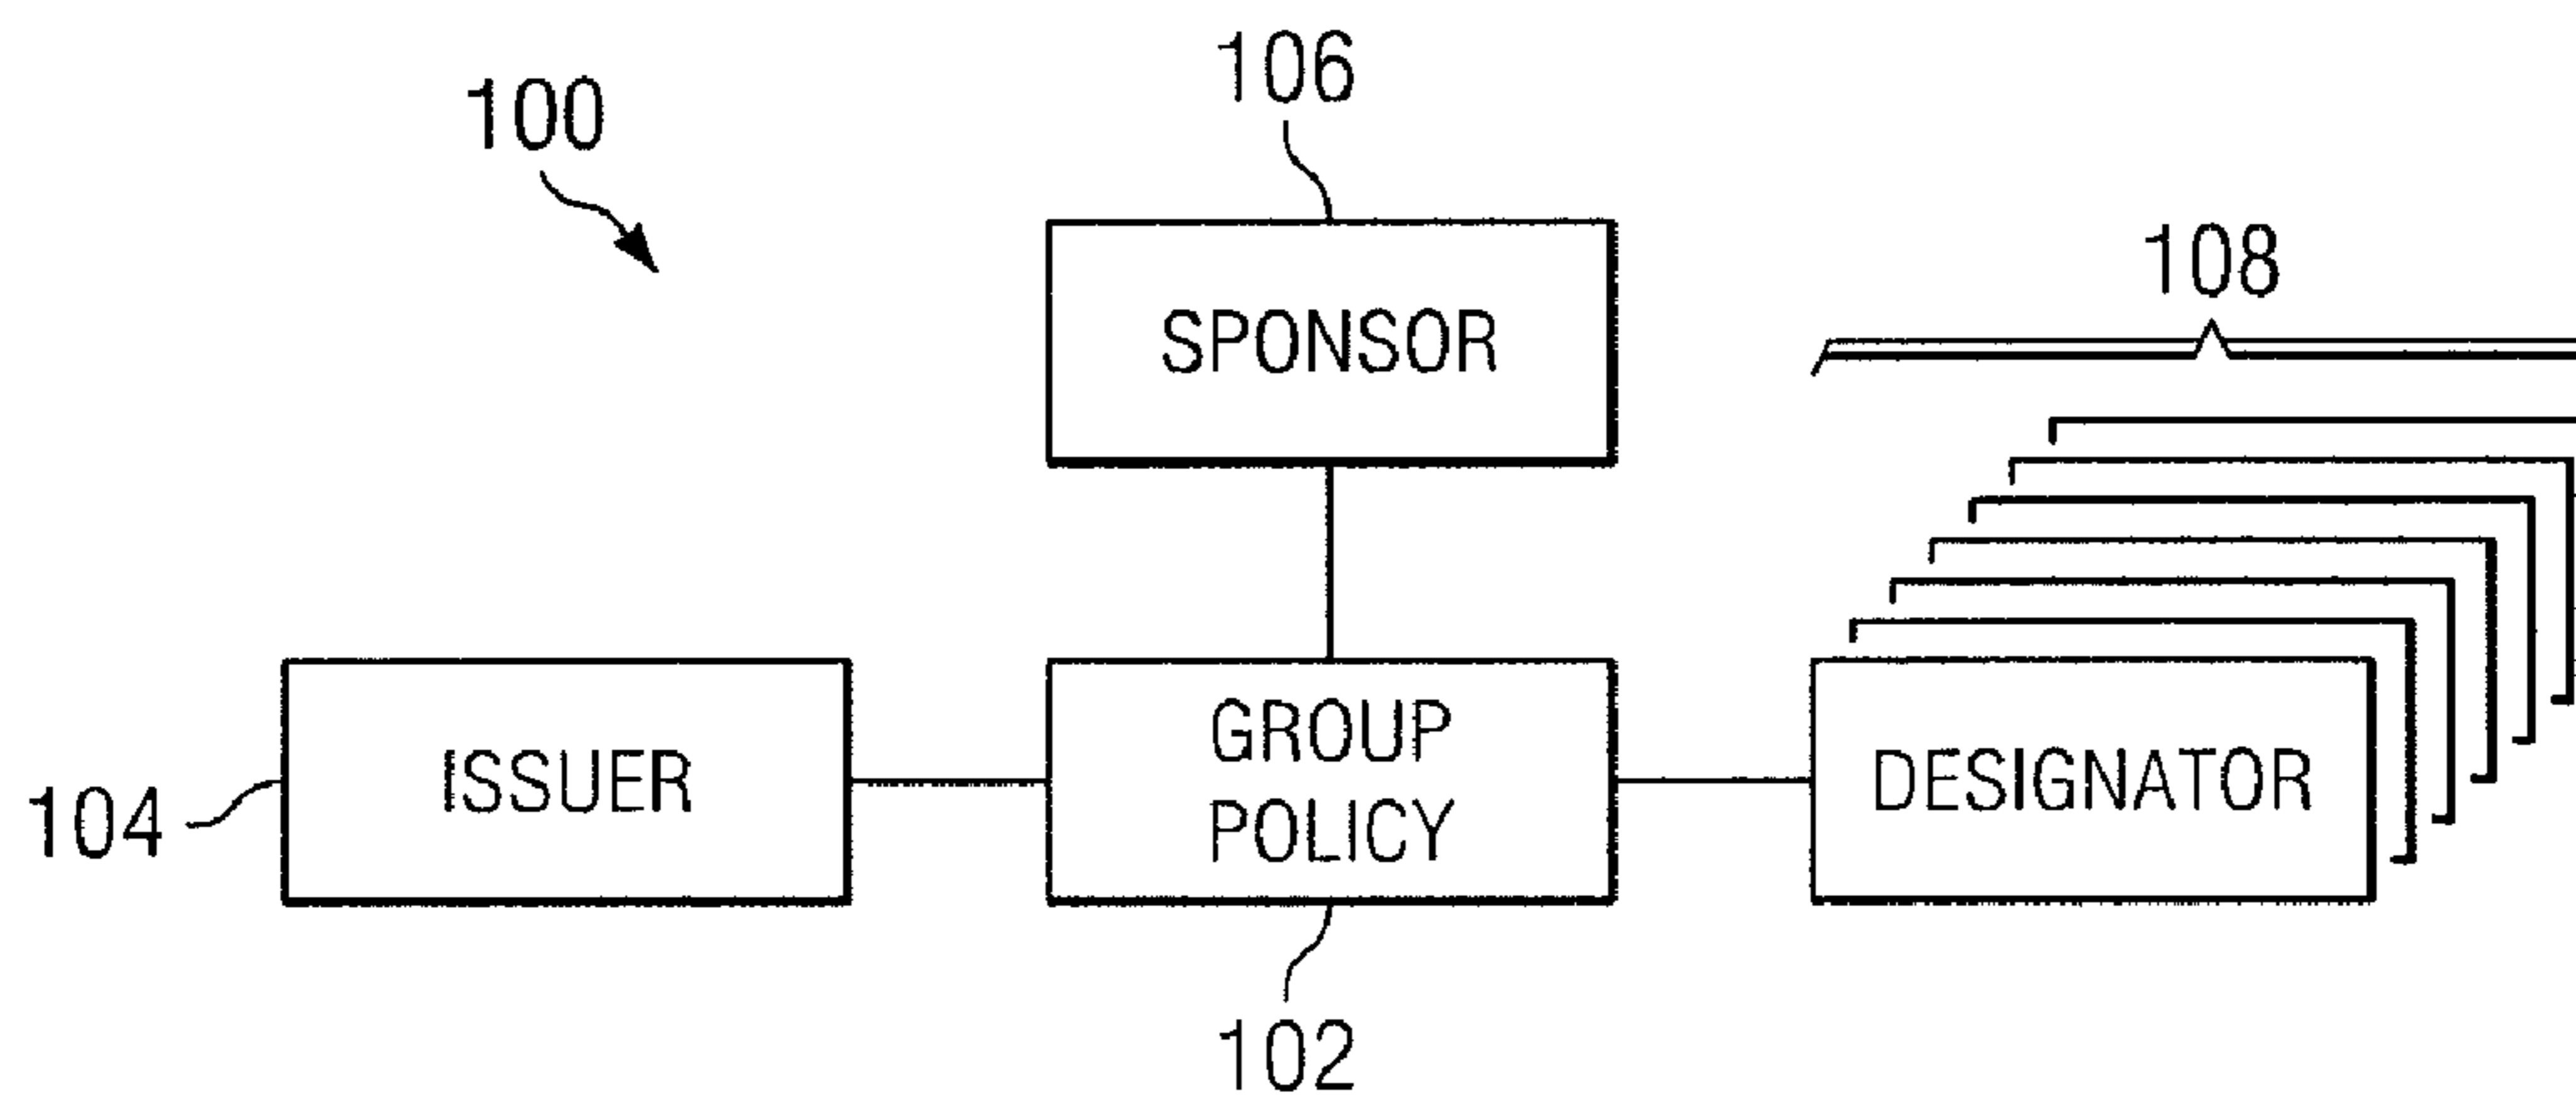 106
100
108
SPONSOR
GROUP
POLICY
ISSUER
DESIGNATOR
104
102